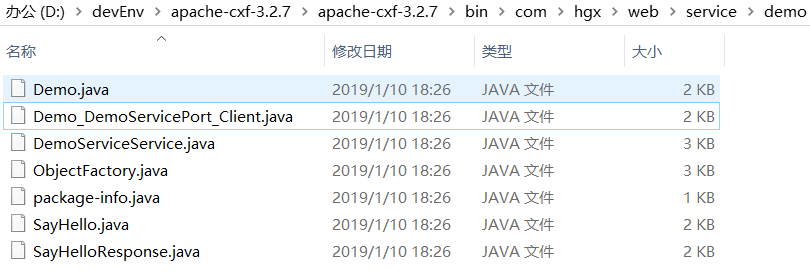 办公 (D:) > devEnv > apache-cxf-3.2.7 > apache-cxf-3.2.7 > bin > com > hgx > web > service > demo
名称 修改日期 类型 大小
Demo.java 2019/1/10 18:26 JAVA 文件 2 KB
Demo_DemoServicePort_Client.java 2019/1/10 18:26 JAVA 文件 2 KB
DemoServiceService.java 2019/1/10 18:26 JAVA 文件 3 KB
ObjectFactory.java 2019/1/10 18:26 JAVA 文件 3 KB
package-info.java 2019/1/10 18:26 JAVA 文件 1 KB
SayHello.java 2019/1/10 18:26 JAVA 文件 2 KB
SayHelloResponse.java 2019/1/10 18:26 JAVA 文件 2 KB